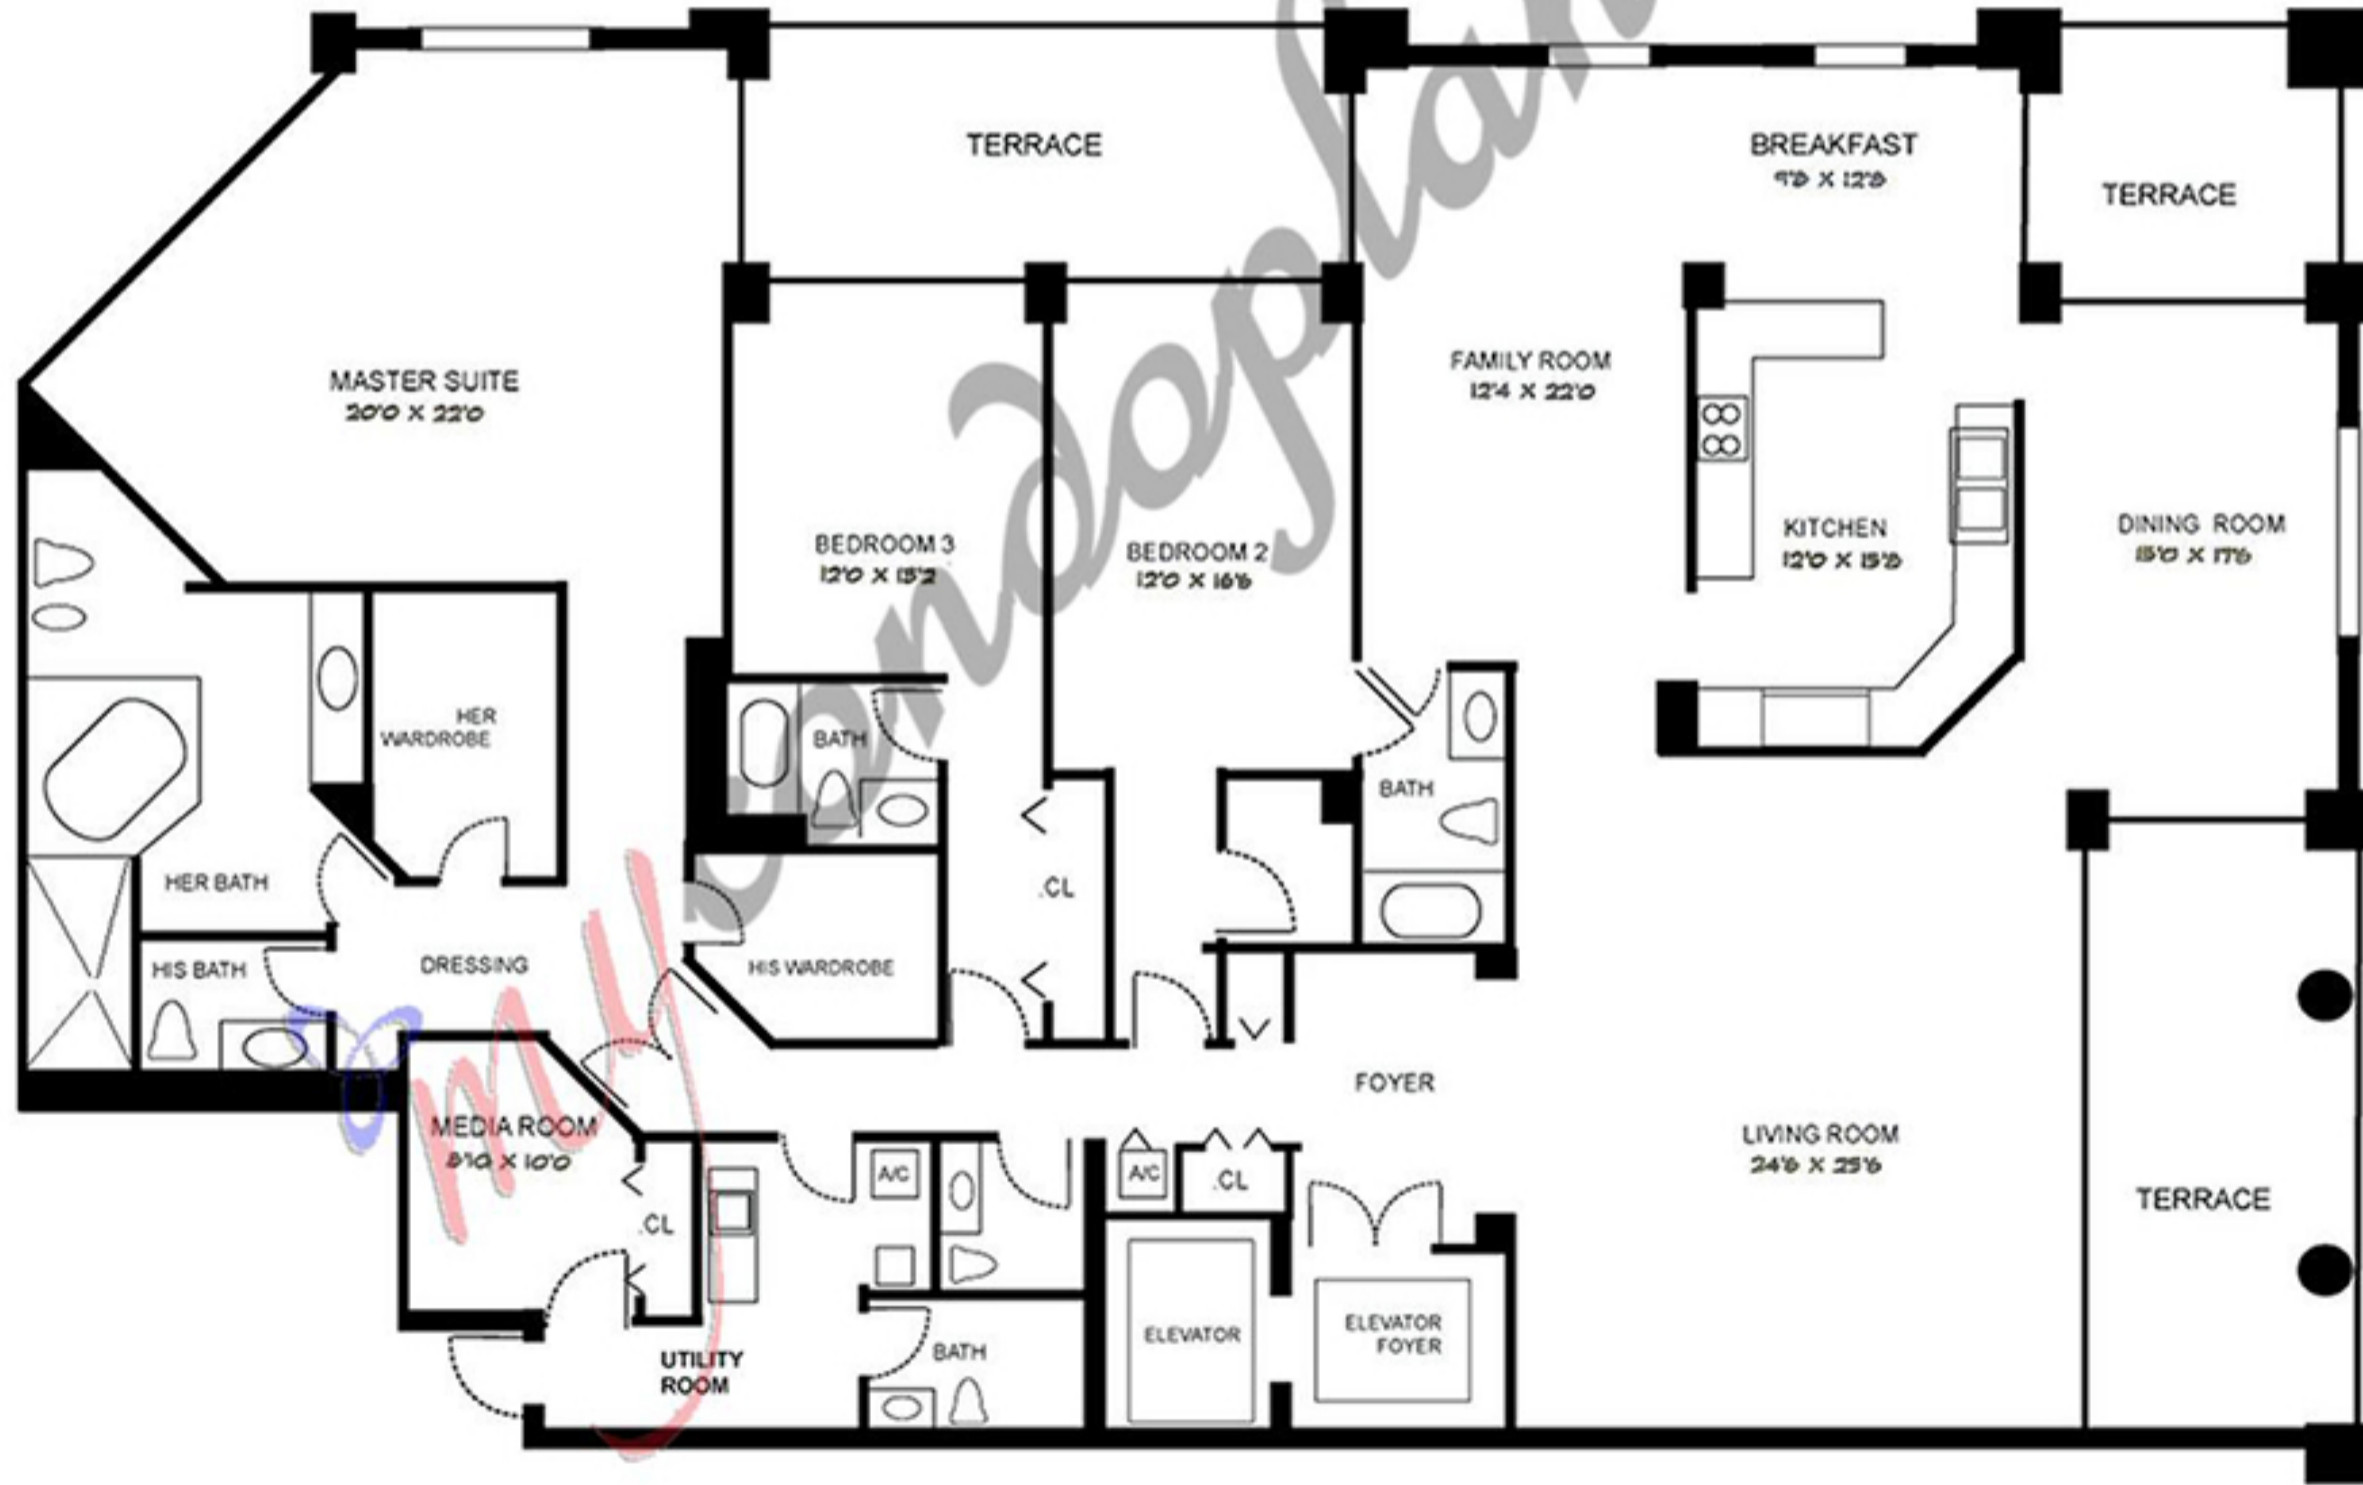 TERRACE
BREAKFAST
9'8 X 12'8
TERRACE
MASTER SUITE
20'0 X 22'0
FAMILY ROOM
12'4 X 22'0
BEDROOM 3
12'0 X 15'2
BEDROOM 2
12'0 X 16'6
KITCHEN
12'0 X 15'8
DINING ROOM
15'0 X 17'6
HER
WARDROBE
BATH
BATH
HER BATH
.CL
HIS BATH
DRESSING
HIS WARDROBE
FOYER
MEDIA ROOM
X 10'0
A/C
A/C
.CL
.CL
LIVING ROOM
24'6 X 25'6
TERRACE
ELEVATOR
ELEVATOR
FOYER
UTILITY
ROOM
BATH
my
condoplan